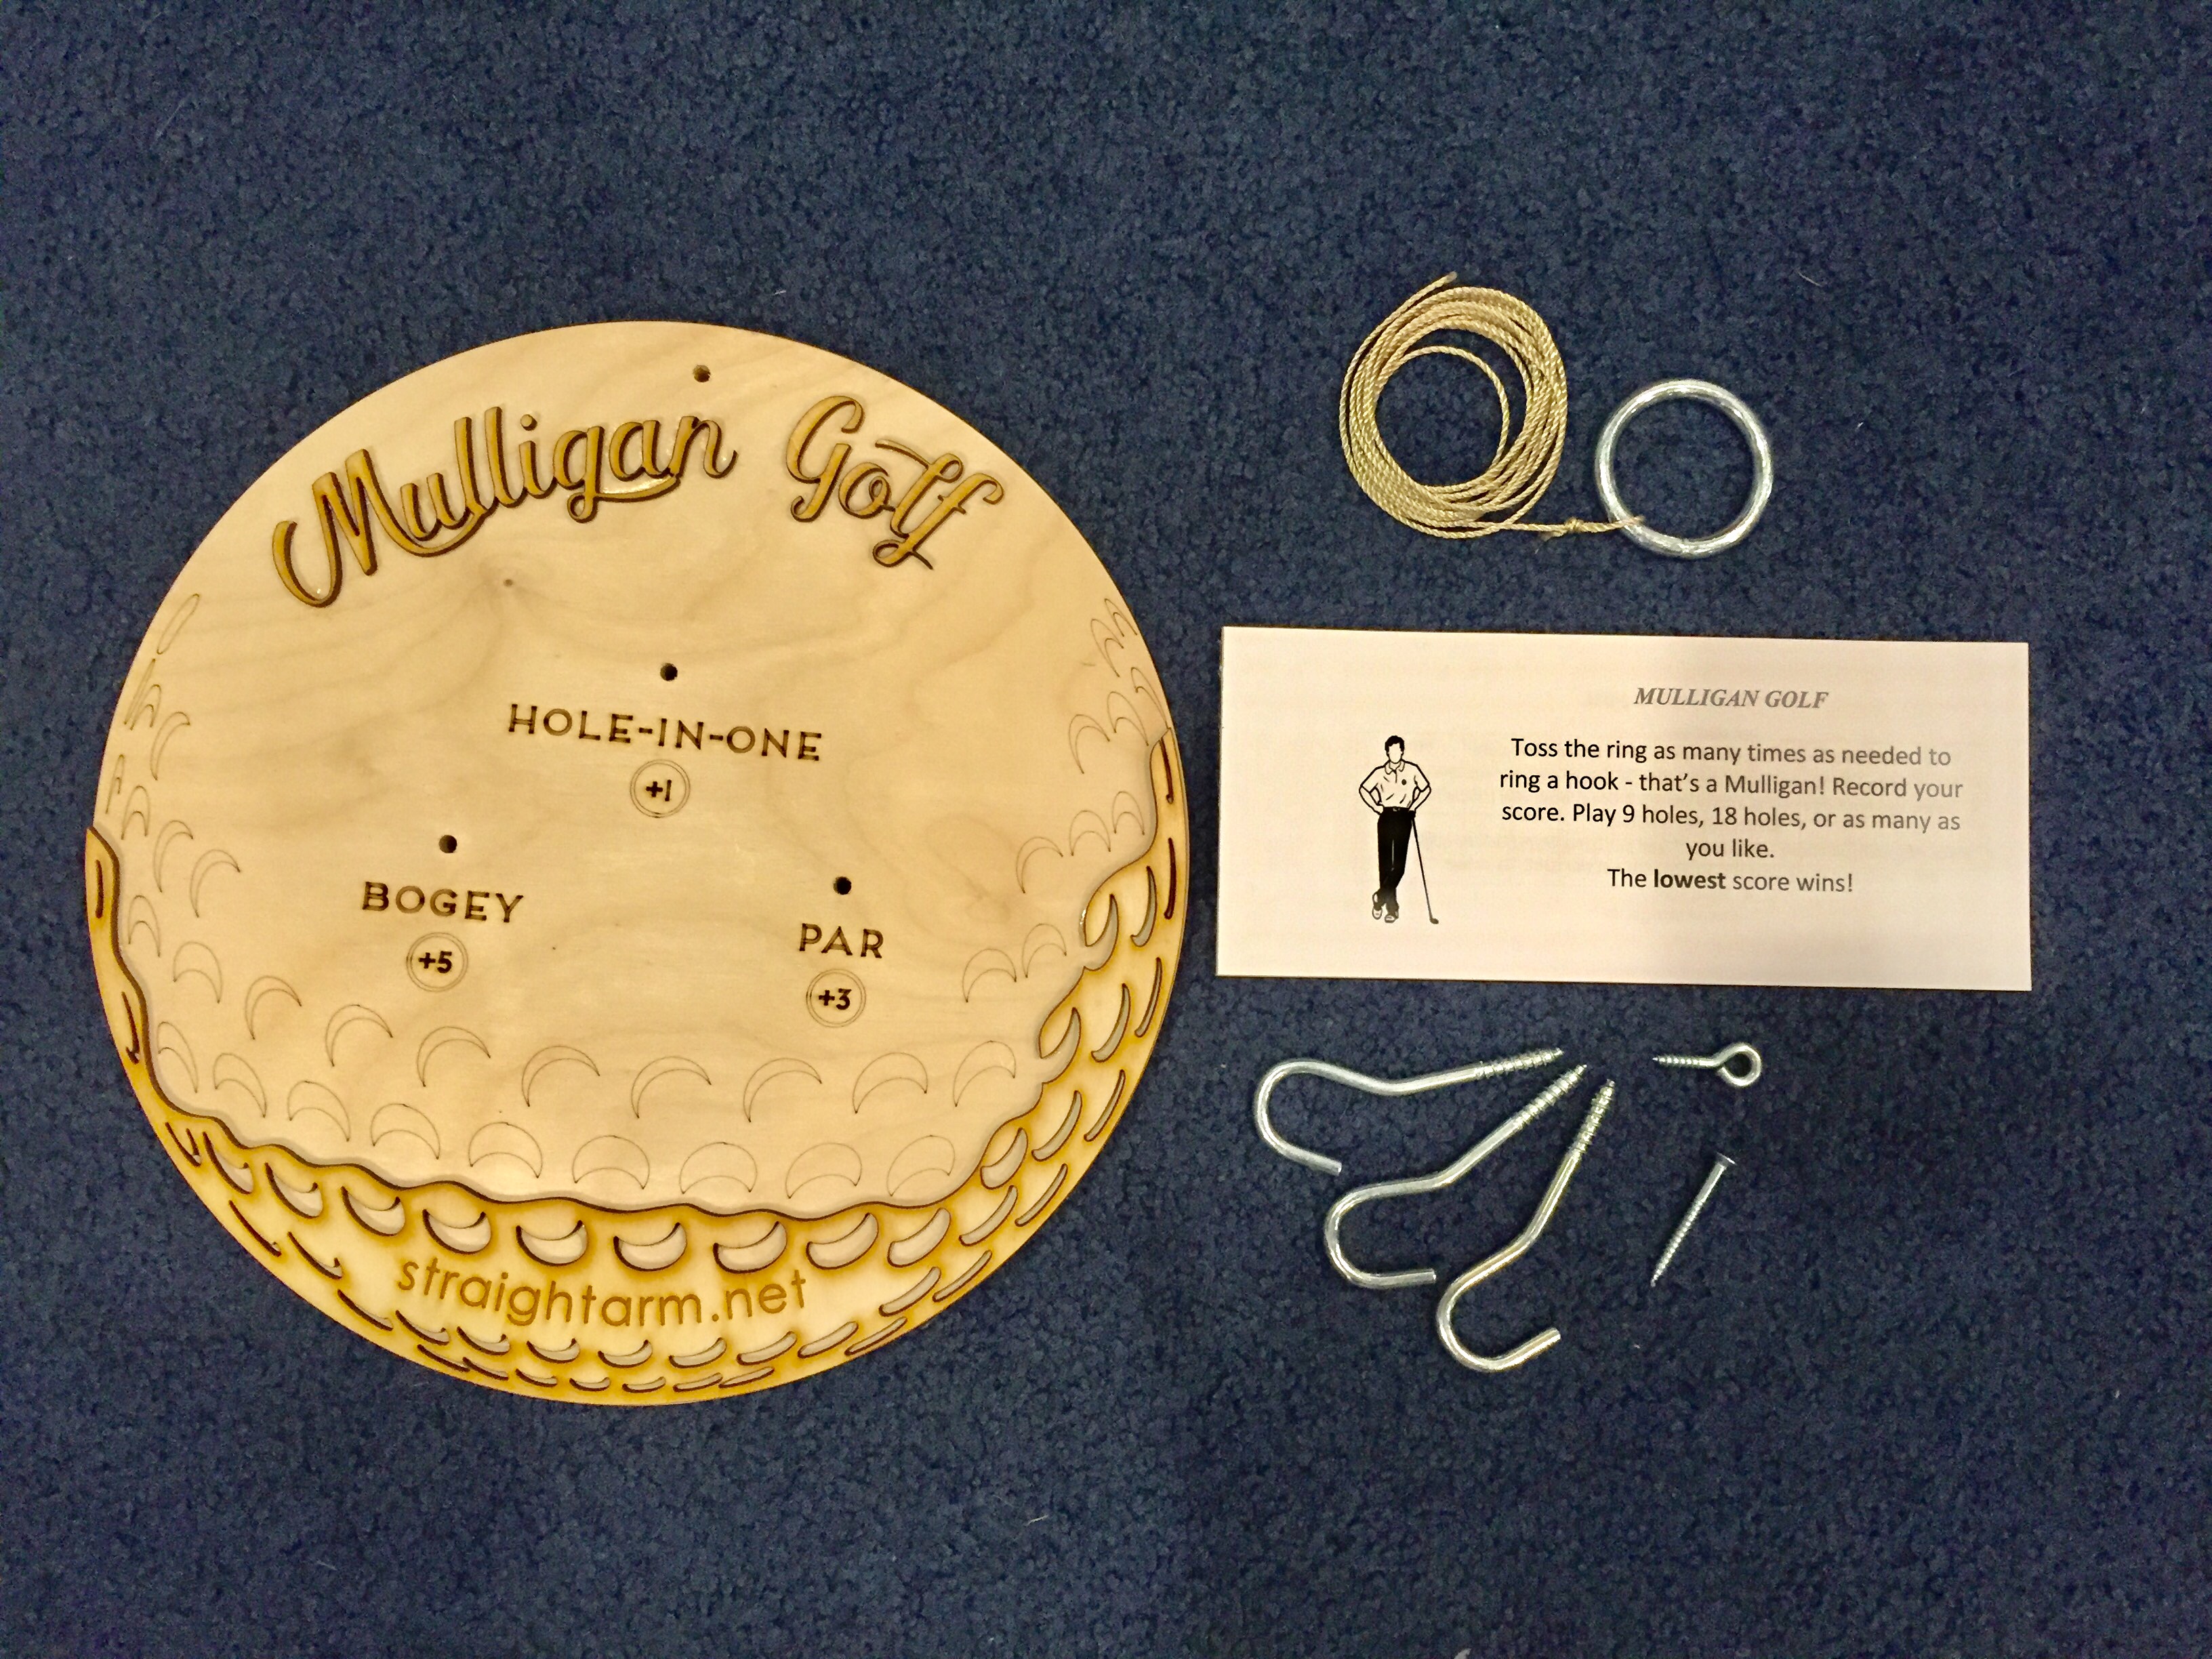 Mulligan Golf
HOLE-IN-ONE
+1
BOGEY
+5
PAR
+3
straightarm.net
MULLIGAN GOLF
Toss the ring as many times as needed to
ring a hook - that's a Mulligan! Record your
score. Play 9 holes, 18 holes, or as many as
you like.
The lowest score wins!